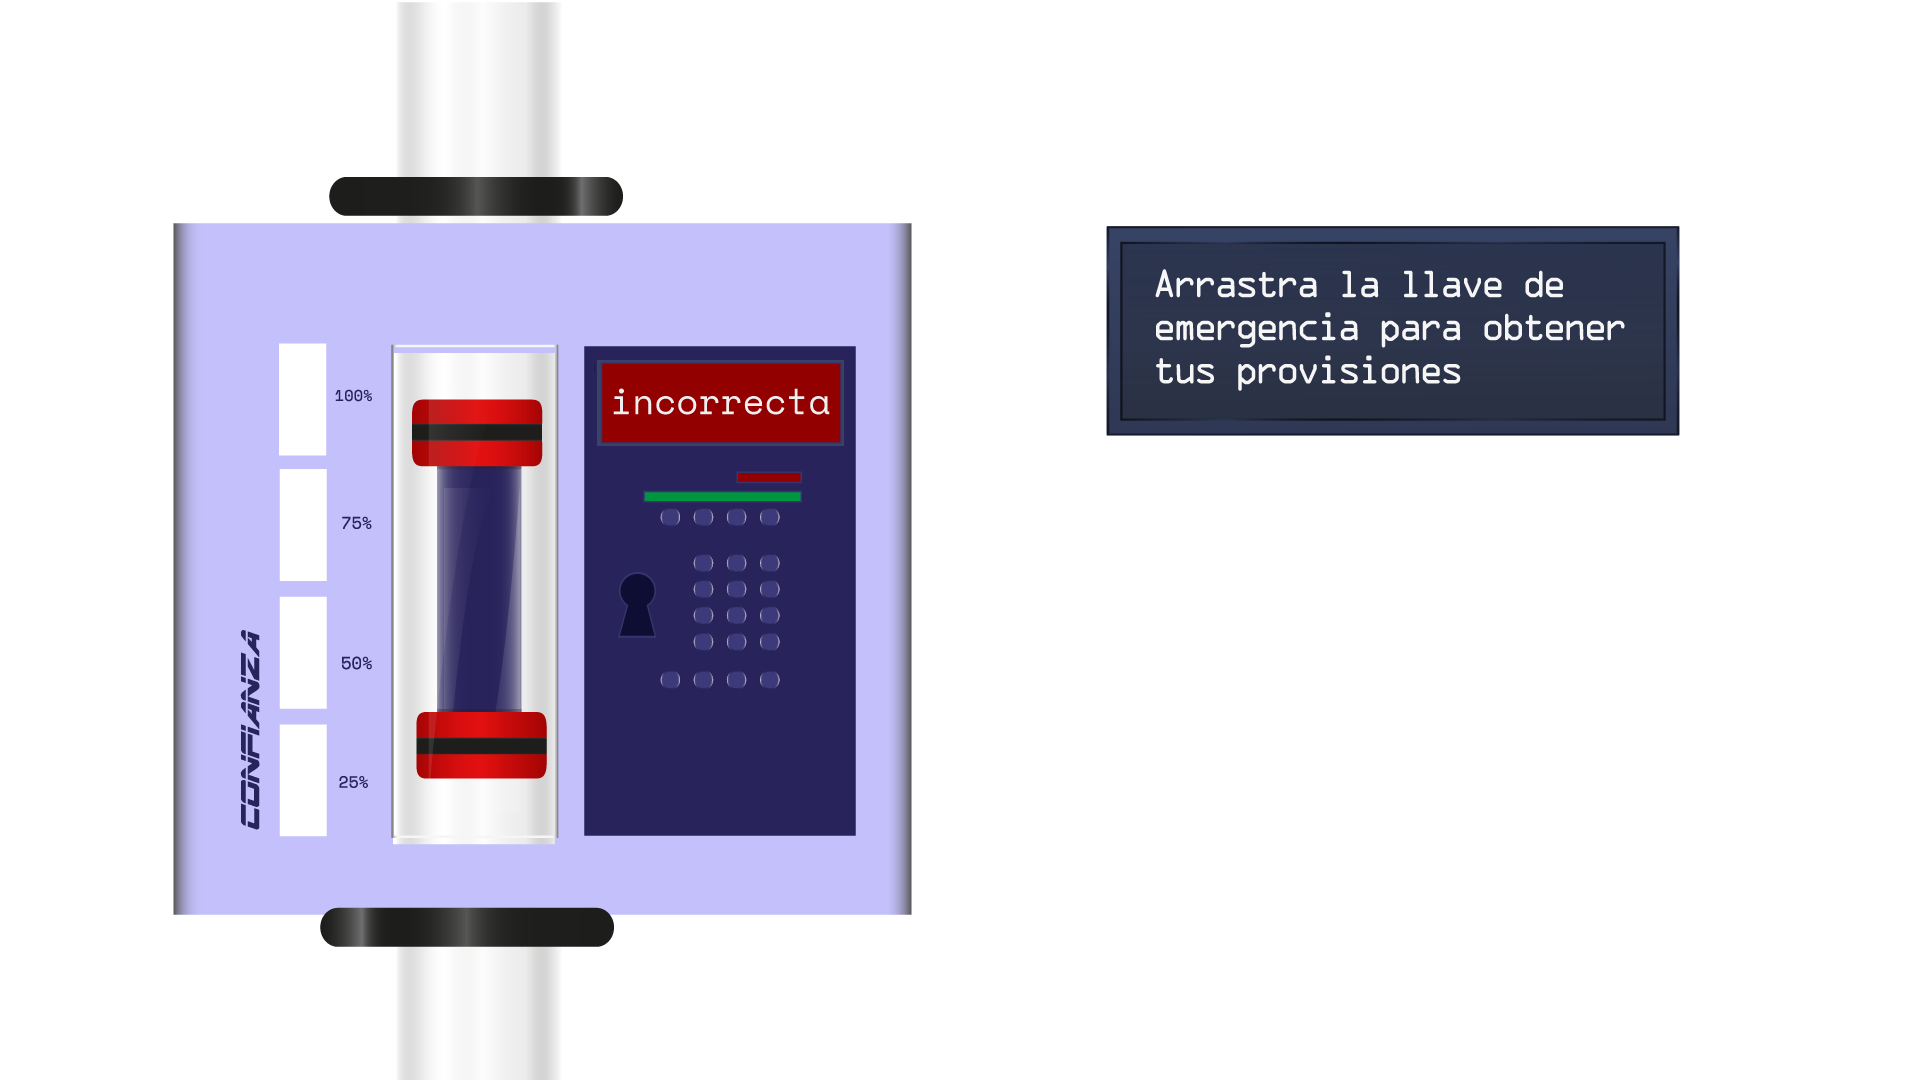 100%
75%
50%
25%
CONFIANZA
incorrecta
Arrastra la llave de
emergencia para obtener
tus provisiones